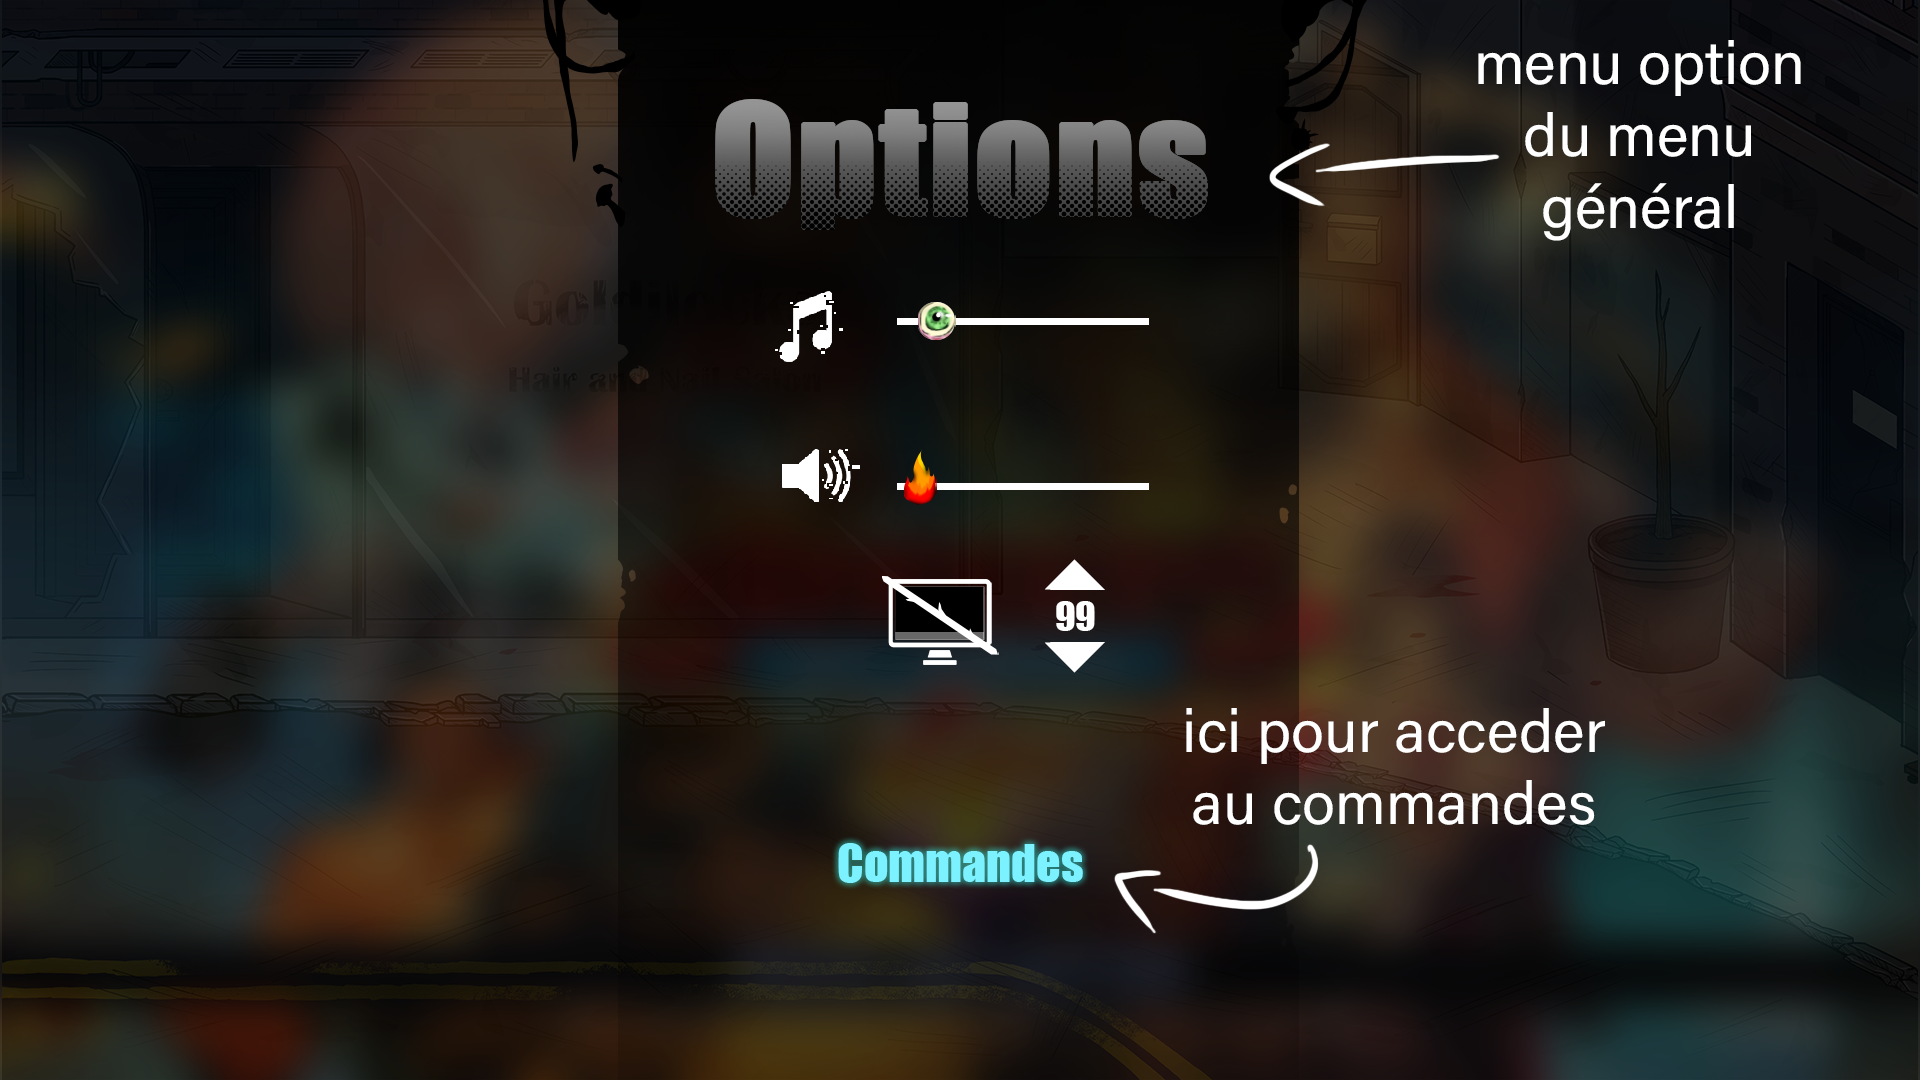 menu option
du menu
général
Options
99
ici pour acceder
au commandes
Commandes